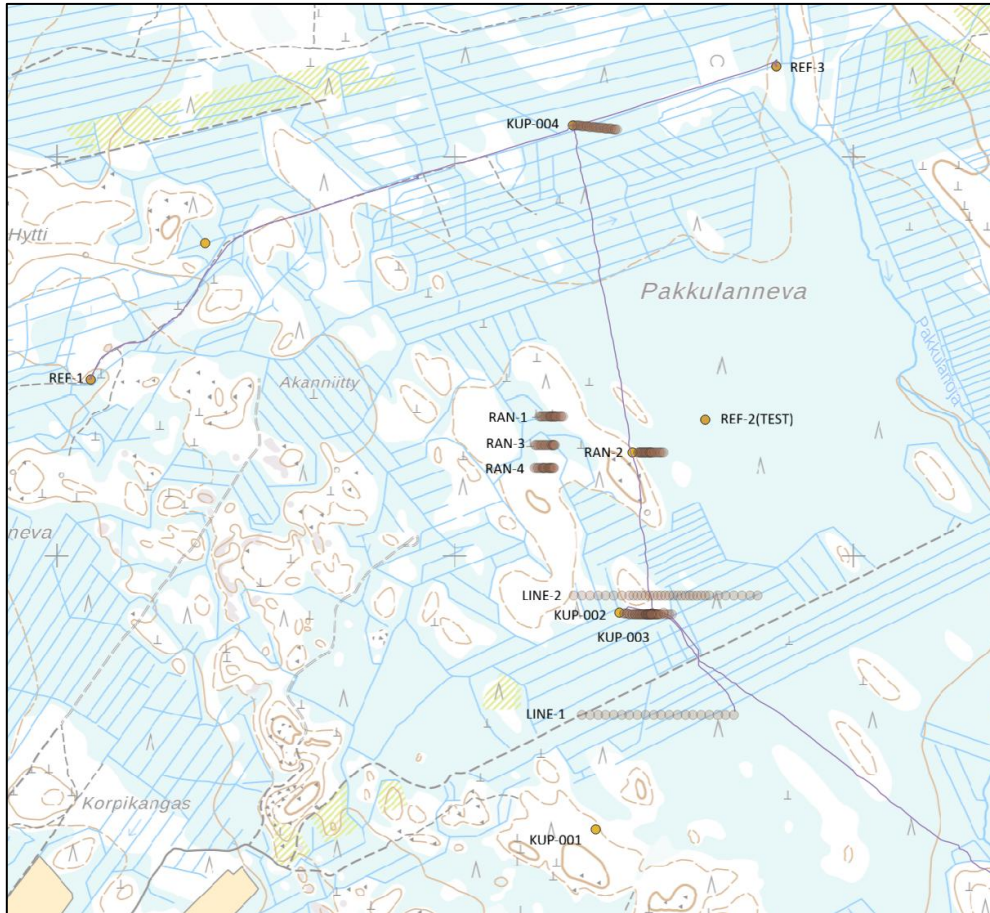 REF-3
KUP-004
Hytti
Pakkulanneva
Pakkulanoja
REF-1
Akanniitty
RAN-1
REF-2(TEST)
RAN-3
RAN-2
RAN-4
neva
LINE-2
KUP-002
KUP-003
LINE-1
Korpikangas
KUP-001